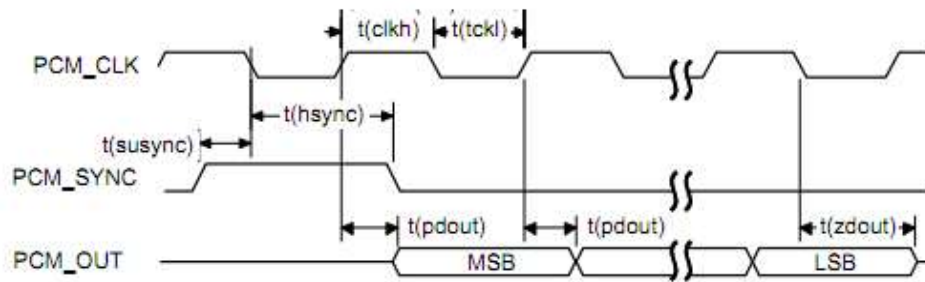 t(clkh) t(tckl)
PCM_CLK
t(hsync)
t(susync)
PCM_SYNC
t(pdout) t(pdout) t(zdout)
PCM_OUT MSB LSB